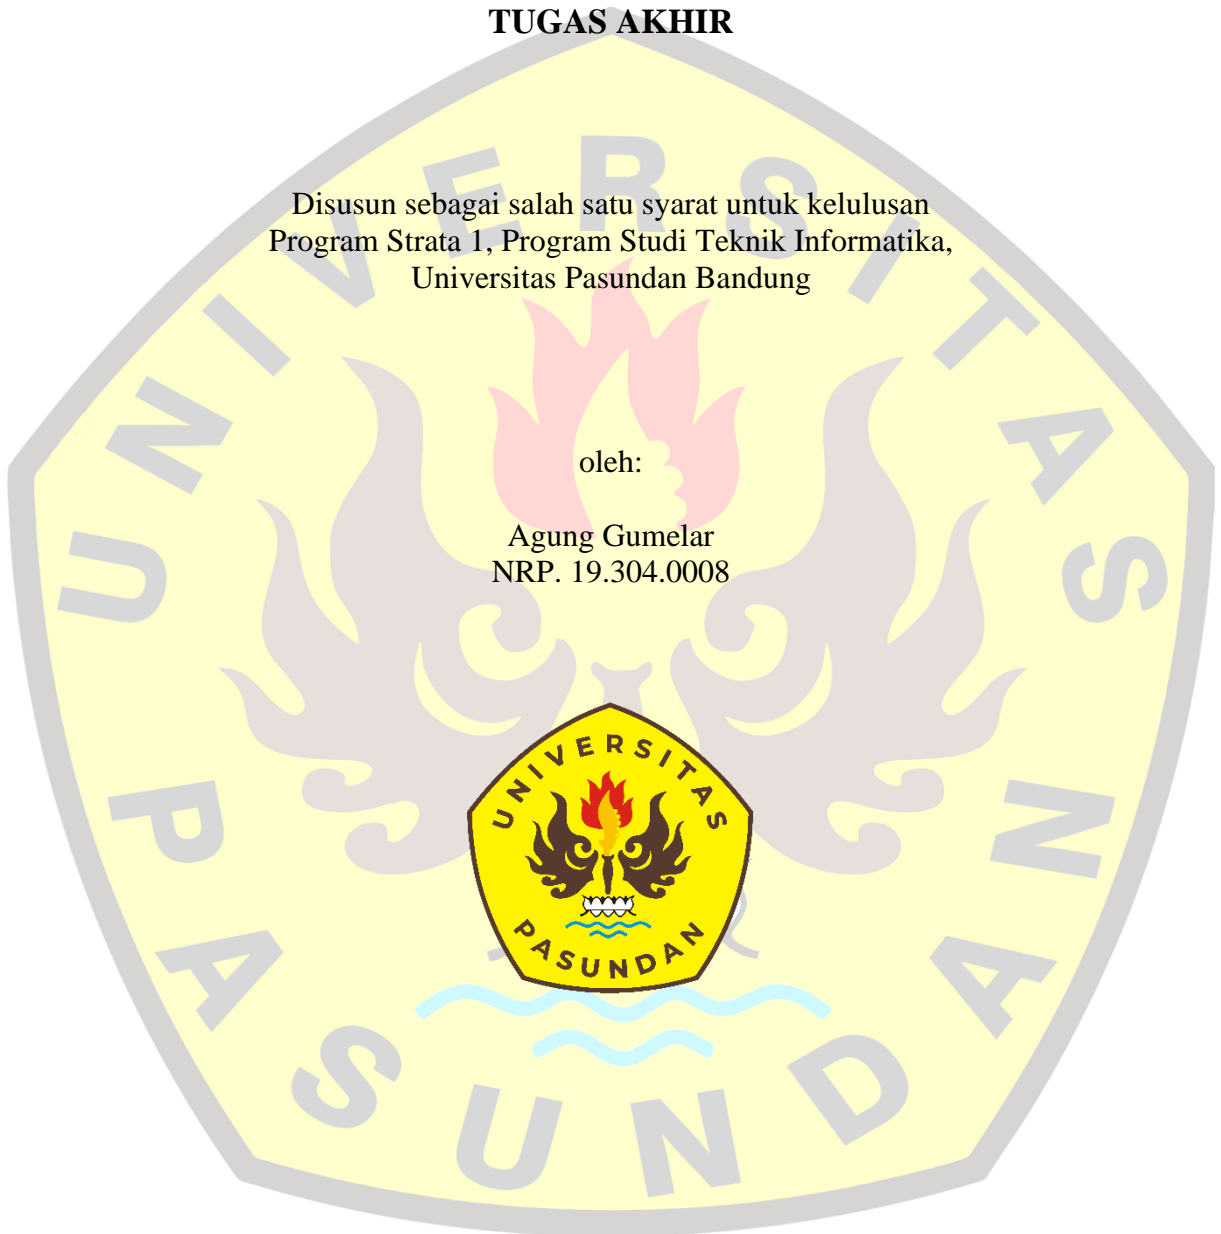 TUGAS AKHIR
Disusun sebagai salah satu syarat untuk kelulusan
Program Strata 1, Program Studi Teknik Informatika,
Universitas Pasundan Bandung
oleh:
Agung Gumelar
NRP. 19.304.0008
UNIVERSITAS
PASUNDAN
UNIVERSITAS
PASUNDAN